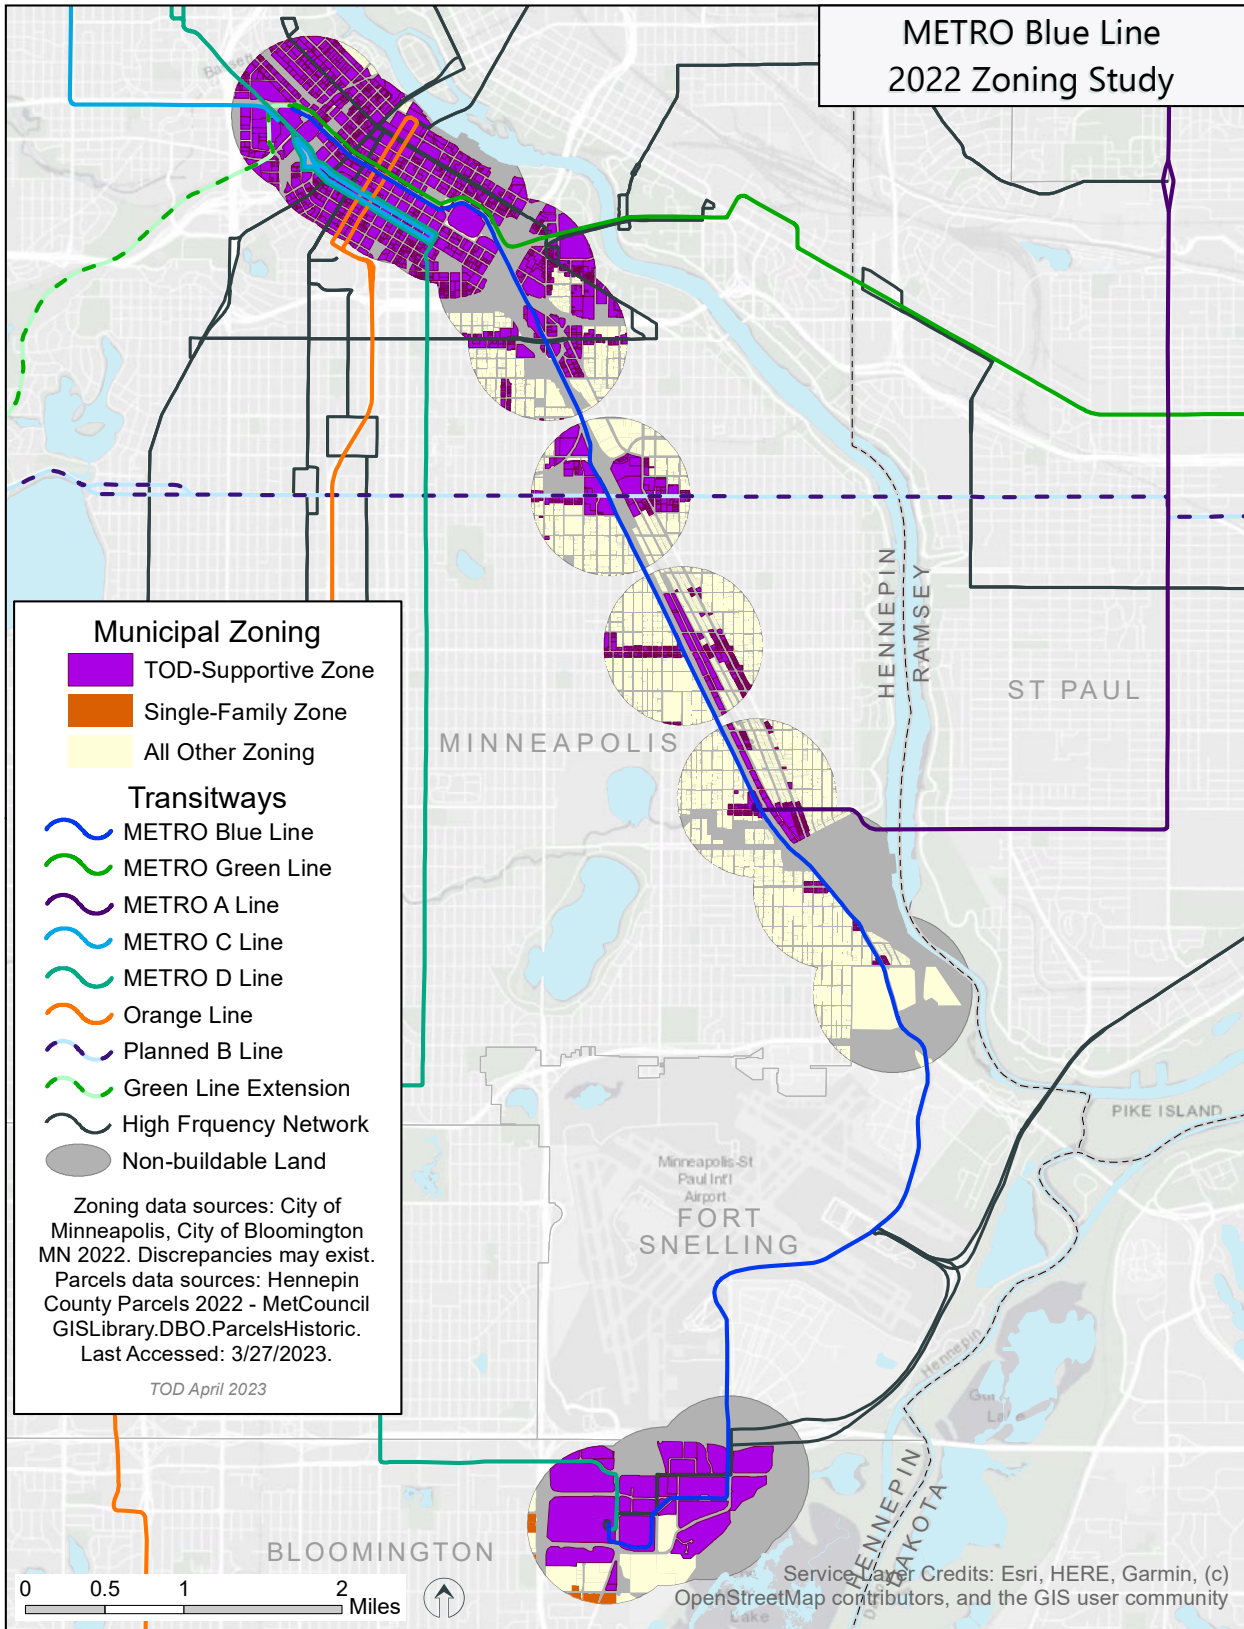 METRO Blue Line
2022 Zoning Study
HENNEPIN
RAMSEY
ST PAUL
MINNEAPOLIS
Municipal Zoning
TOD-Supportive Zone
Single-Family Zone
All Other Zoning
Transitways
METRO Blue Line
METRO Green Line
METRO A Line
METRO C Line
METRO D Line
Orange Line
Planned B Line
Green Line Extension
High Frquency Network
Non-buildable Land
Zoning data sources: City of
Minneapolis, City of Bloomington
MN 2022. Discrepancies may exist.
Parcels data sources: Hennepin
County Parcels 2022 - MetCouncil
GISLibrary.DBO.ParcelsHistoric.
Last Accessed: 3/27/2023.
TOD April 2023
PIKE ISLAND
Minneapolis-St
Paul Int'l
Airport
FORT
SNELLING
Hennepin
Lake
HENNEPIN
DAKOTA
BLOOMINGTON
0 0.5 1 2
Miles
Service Layer Credits: Esri, HERE, Garmin, (c)
OpenStreetMap contributors, and the GIS user community
Lake